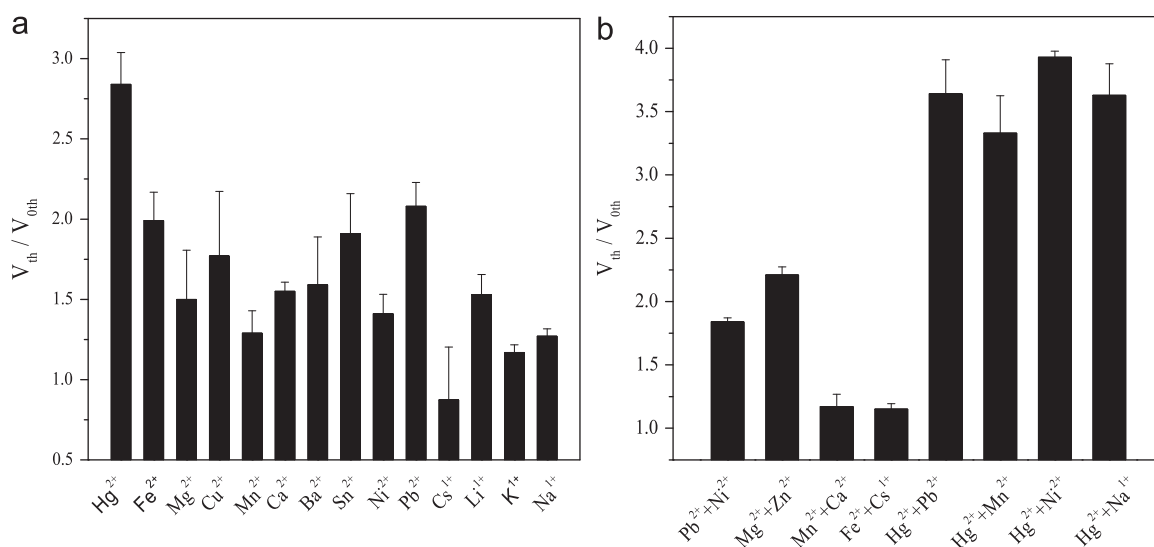 a
3.0
2.5
2.0
1.5
1.0
0.5
V_th / V_0th
Hg²⁺
Fe²⁺
Mg²⁺
Cu²⁺
Mn²⁺
Ca²⁺
Ba²⁺
Sn²⁺
Ni²⁺
Pb²⁺
Cs¹⁺
Li¹⁺
K¹⁺
Na¹⁺
b
4.0
3.5
3.0
2.5
2.0
1.5
1.0
V_th / V_0th
Pb²⁺+Ni²⁺
Mg²⁺+Zn²⁺
Mn²⁺+Ca²⁺
Fe²⁺+Cs¹⁺
Hg²⁺+Pb²⁺
Hg²⁺+Mn²⁺
Hg²⁺+Ni²⁺
Hg²⁺+Na¹⁺